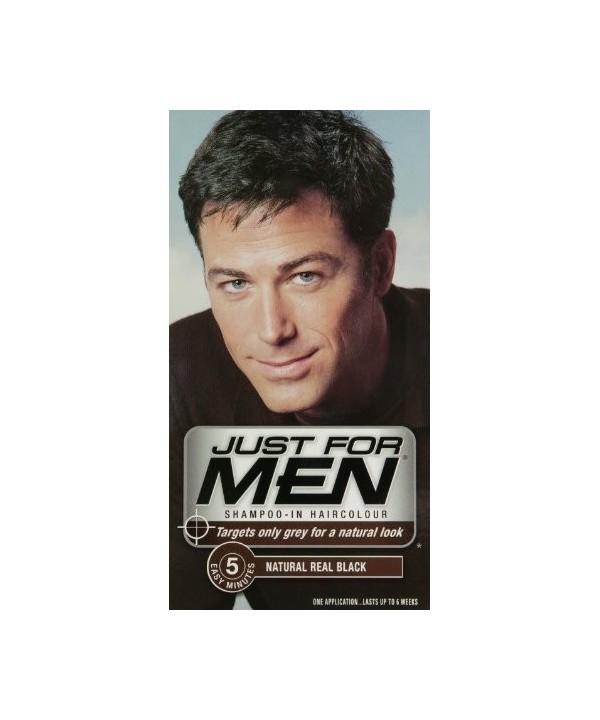 JUST FOR
MEN®
SHAMPOO-IN HAIRCOLOUR
Targets only grey for a natural look
*
5
EASY MINUTES
NATURAL REAL BLACK
ONE APPLICATION...LASTS UP TO 6 WEEKS